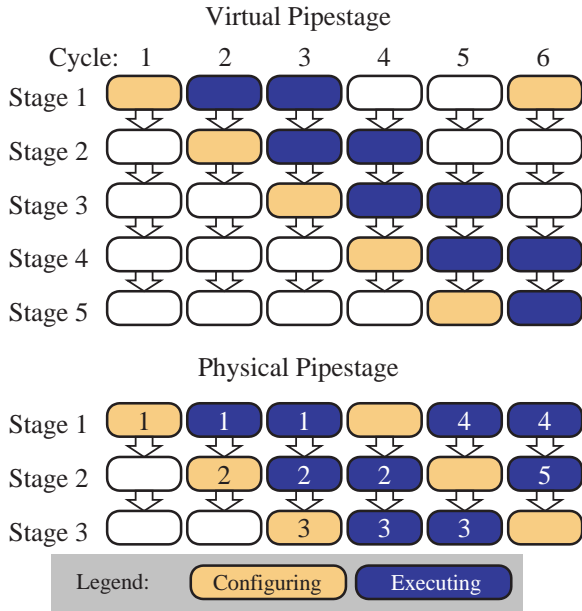 Virtual Pipestage
Cycle: 1 2 3 4 5 6
Stage 1
Stage 2
Stage 3
Stage 4
Stage 5
Physical Pipestage
Stage 1 1 1 1 4 4
Stage 2 2 2 2 5
Stage 3 3 3 3
Legend: Configuring Executing